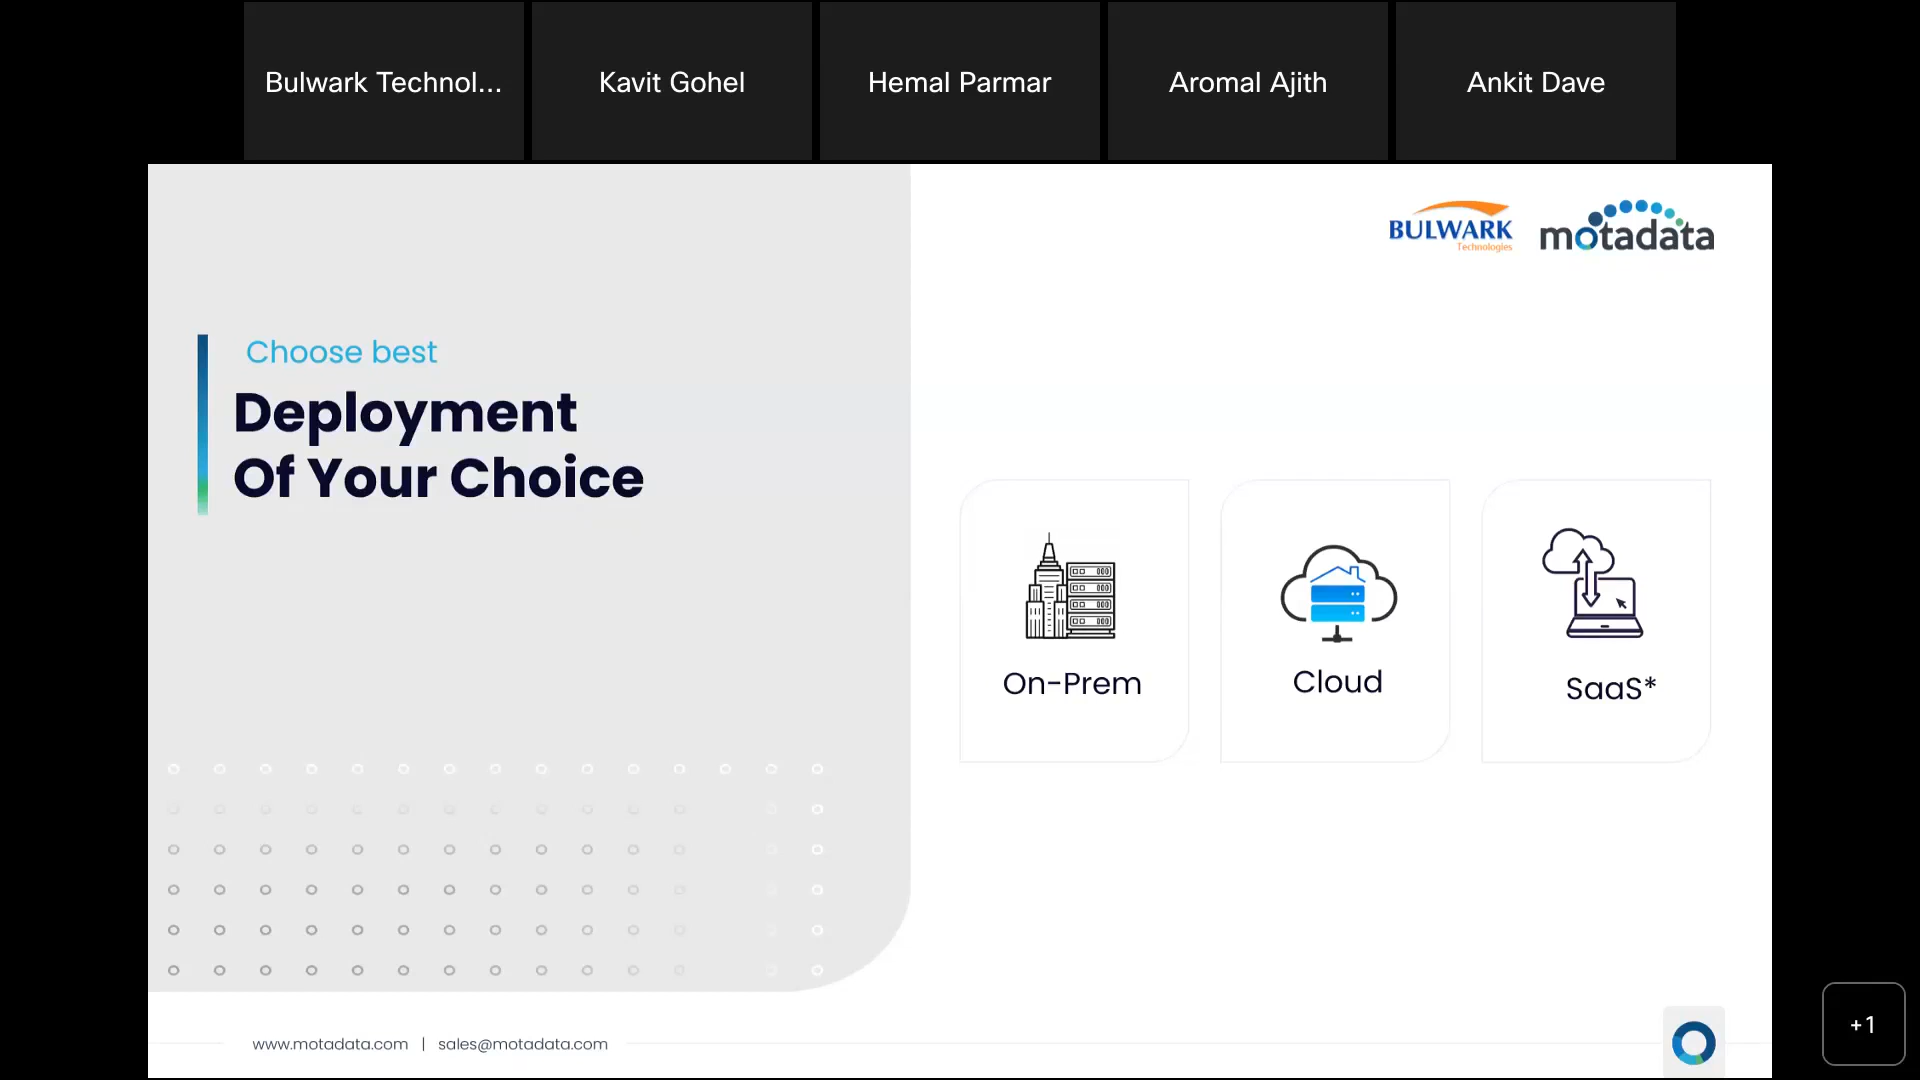 Bulwark Technol...
Kavit Gohel
Hemal Parmar
Aromal Ajith
Ankit Dave
BULWARK
Technologies
motadata
Choose best
Deployment
Of Your Choice
On-Prem
Cloud
SaaS*
www.motadata.com | sales@motadata.com
+1